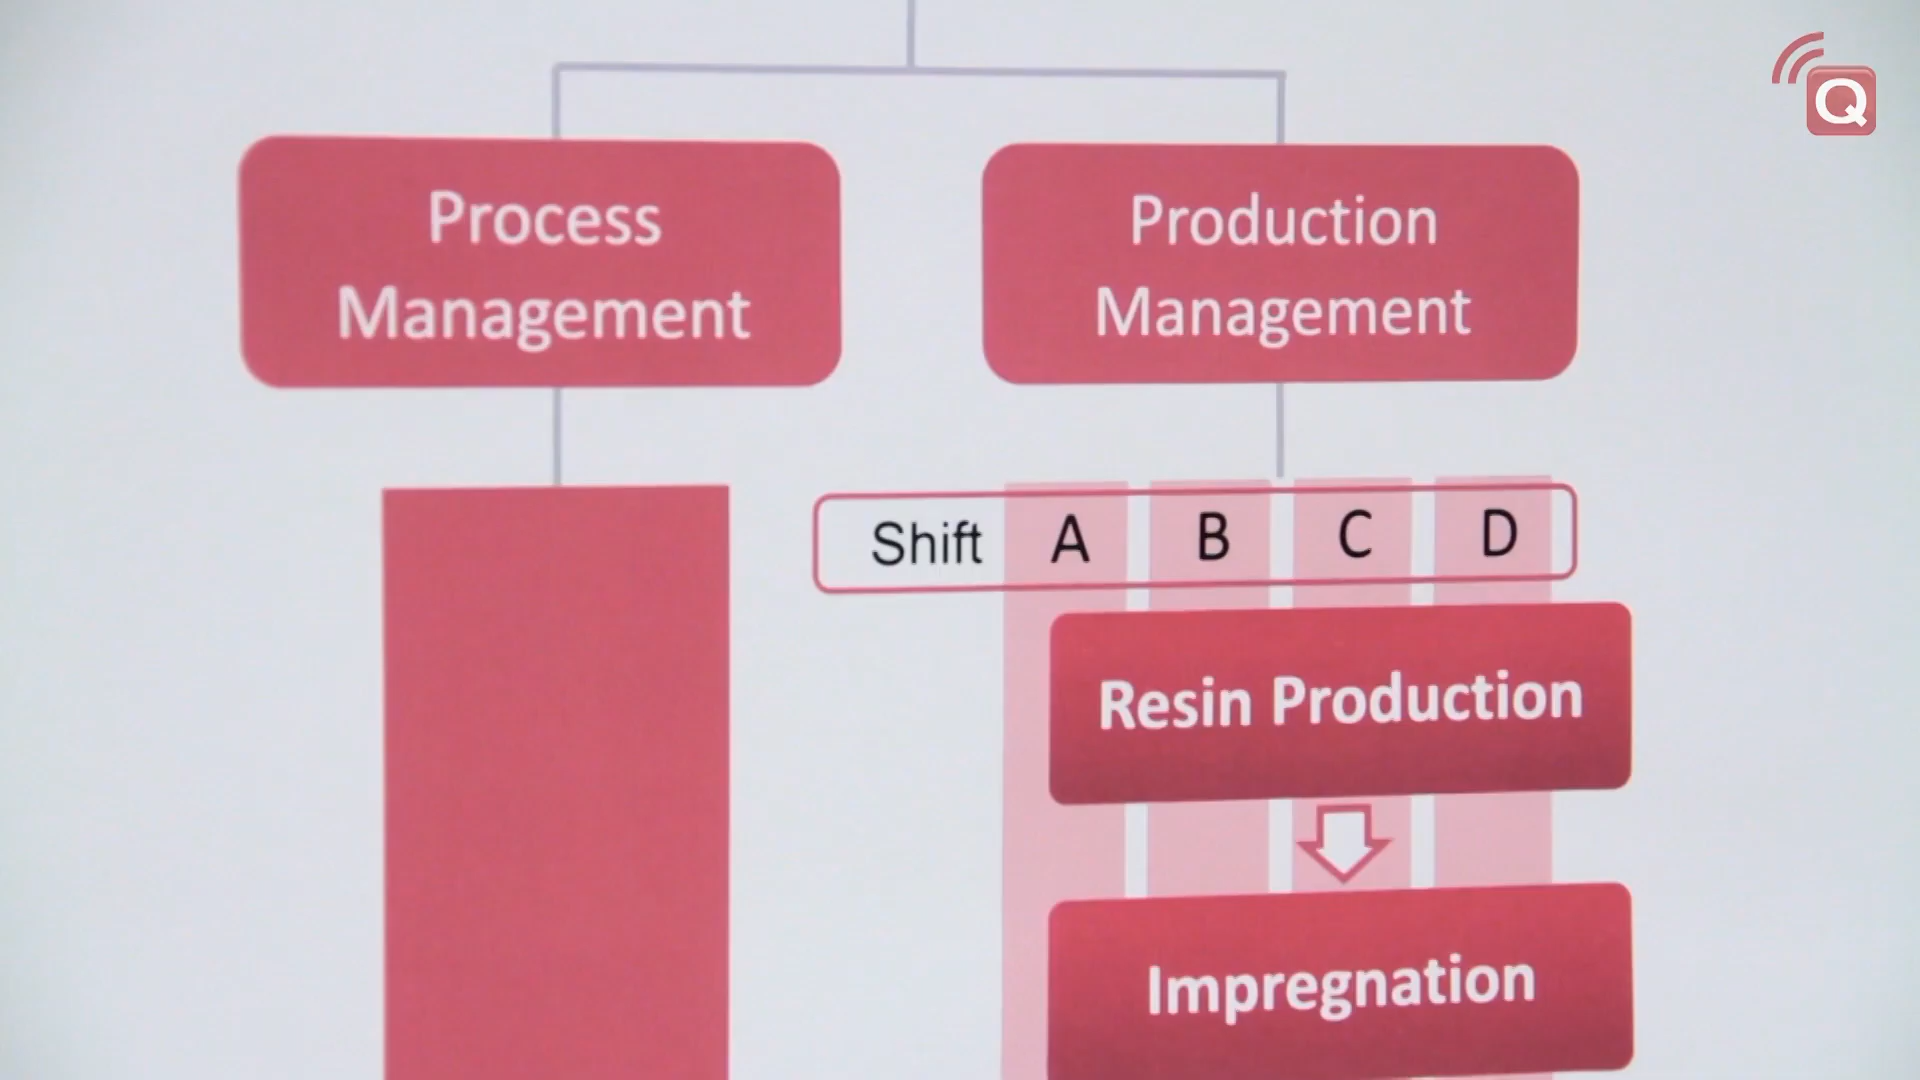 Q
Process
Management
Production
Management
Shift A B C D
Resin Production
Impregnation